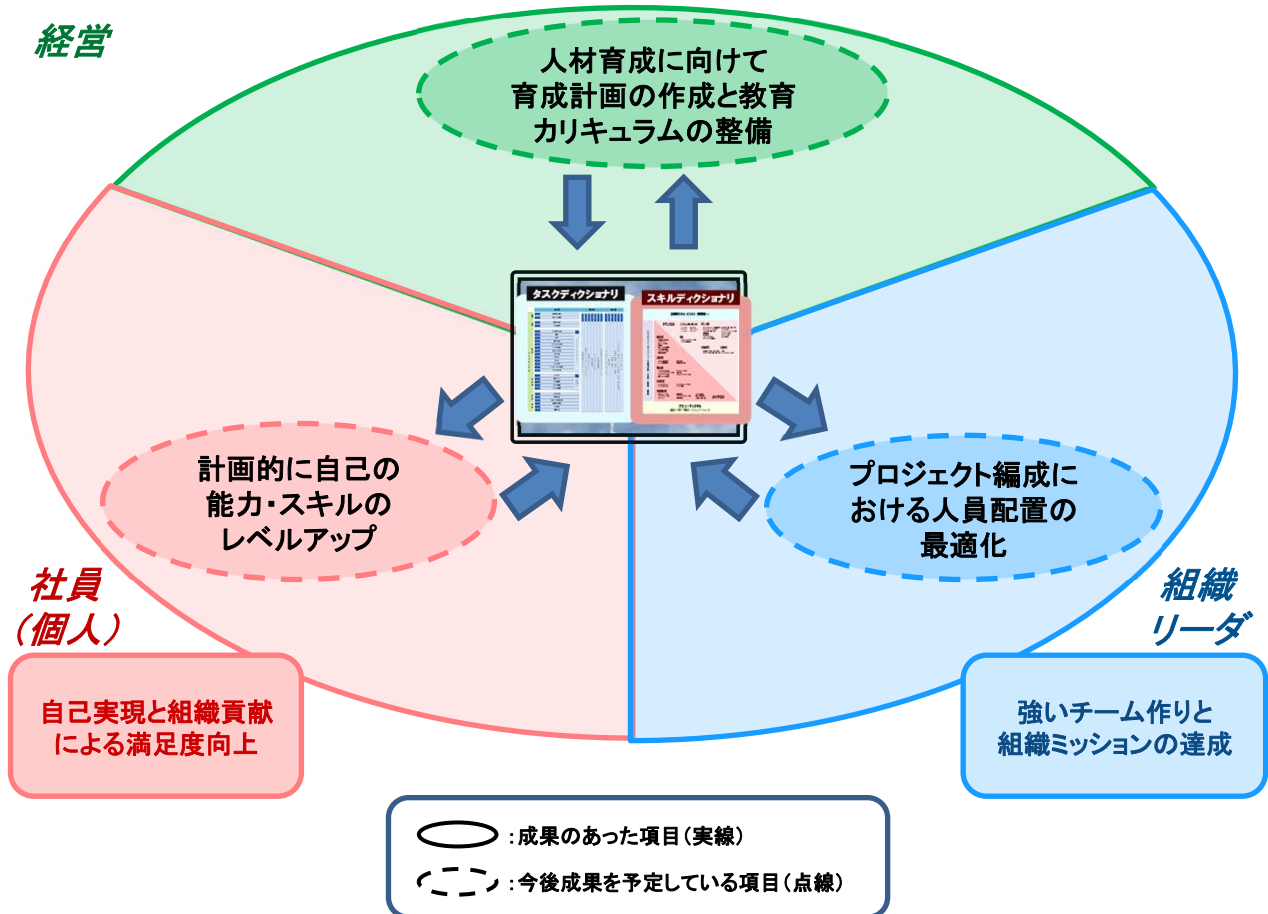 経営
人材育成に向けて
育成計画の作成と教育
カリキュラムの整備
タスクディクショナリ
スキルディクショナリ
計画的に自己の
能力・スキルの
レベルアップ
プロジェクト編成に
おける人員配置の
最適化
社員
（個人）
組織
リーダ
自己実現と組織貢献
による満足度向上
強いチーム作りと
組織ミッションの達成
：成果のあった項目（実線）
：今後成果を予定している項目（点線）